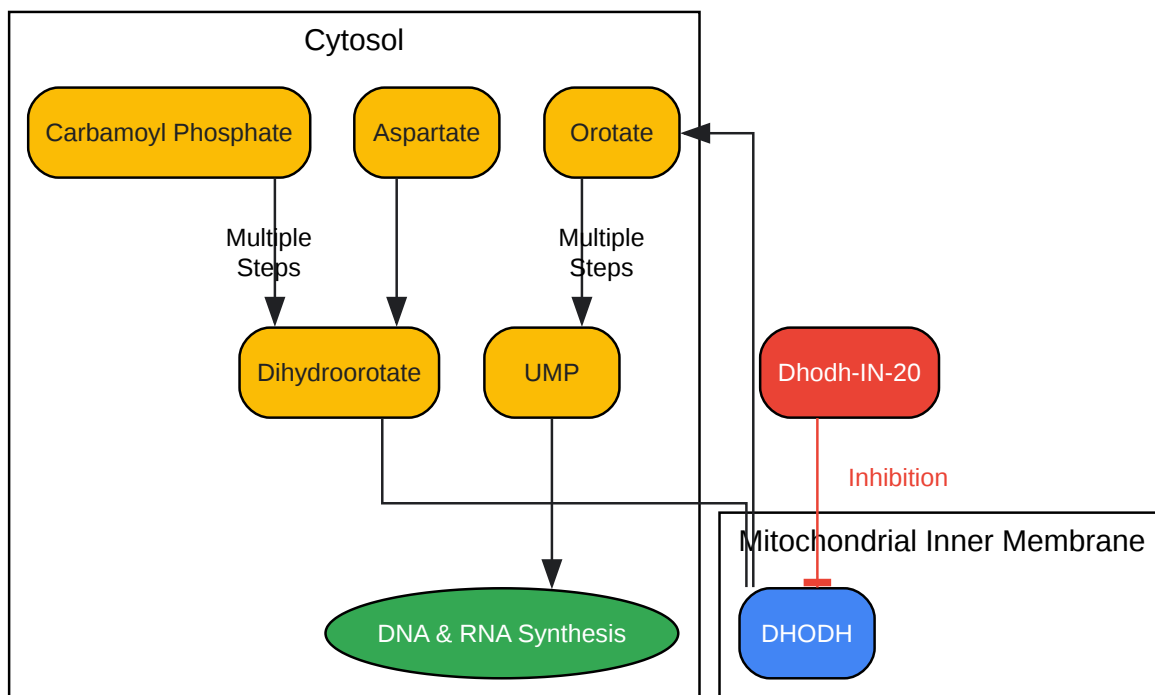 Cytosol
Carbamoyl Phosphate
Aspartate
Orotate
Multiple
Steps
Multiple
Steps
Dihydroorotate
UMP
Dhodh-IN-20
Inhibition
Mitochondrial Inner Membrane
DNA & RNA Synthesis
DHODH